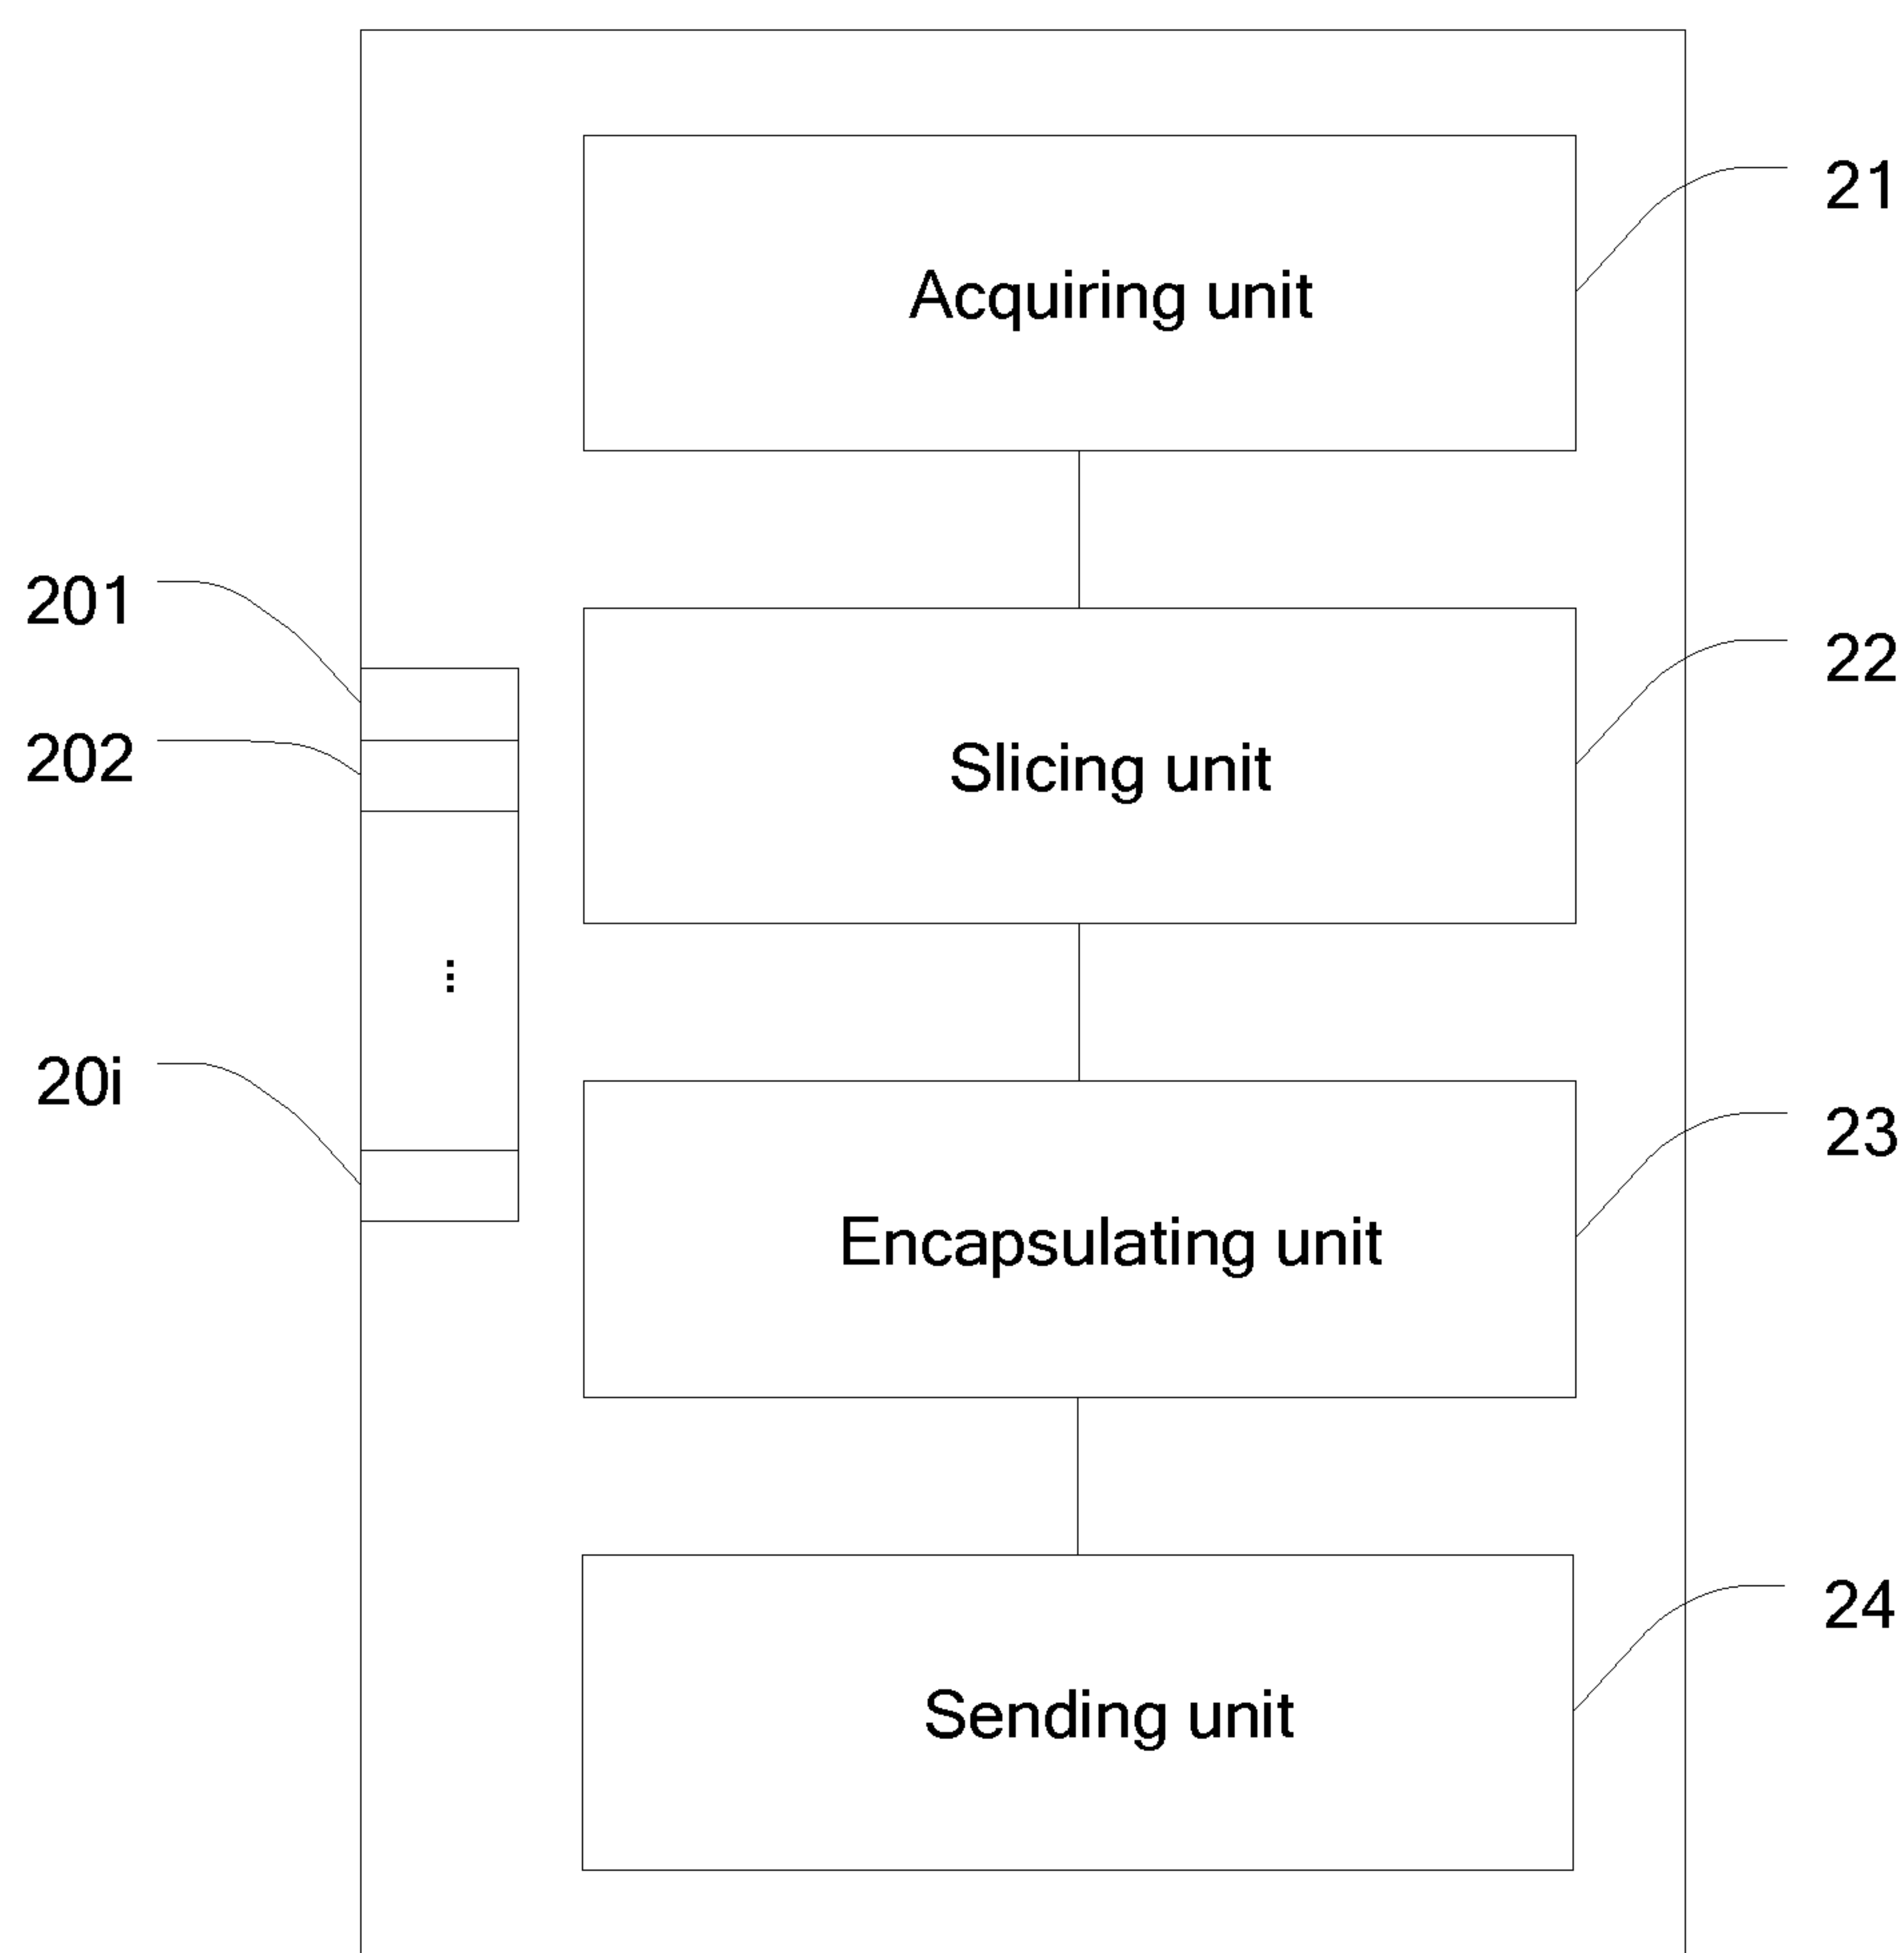 21
Acquiring unit
201
22
202
Slicing unit
⋮
20i
23
Encapsulating unit
24
Sending unit